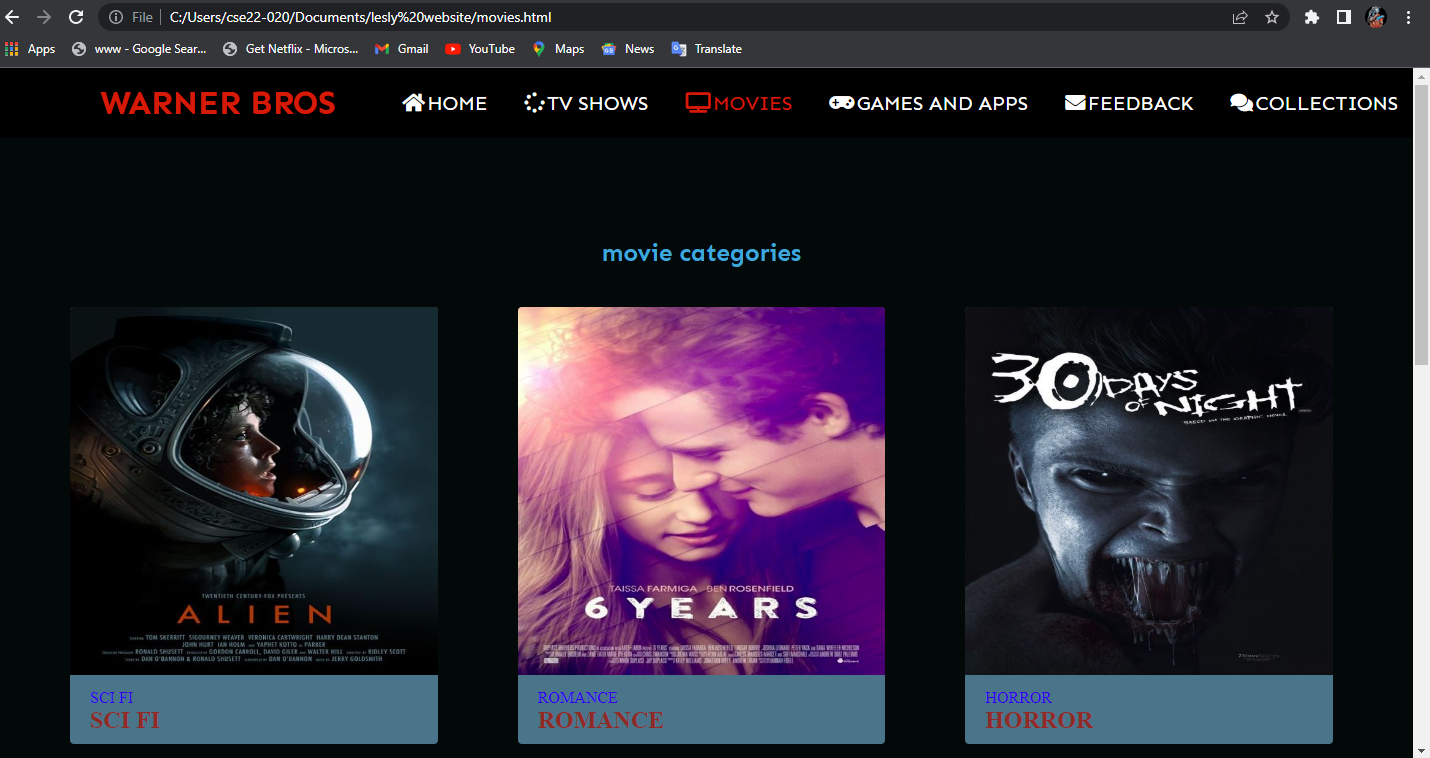 File C:/Users/cse22-020/Documents/lesly%20website/movies.html
Apps www - Google Sear... Get Netflix - Micros... Gmail YouTube Maps News Translate
WARNER BROS HOME TV SHOWS MOVIES GAMES AND APPS FEEDBACK COLLECTIONS
movie categories
TWENTIETH CENTURY-FOX PRESENTS
ALIEN
TOM SKERRITT SIGOURNEY WEAVER VERONICA CARTWRIGHT HARRY DEAN STANTON
JOHN HURT IAN HOLM YAPHET KOTTO PARKER
RONALD SHUSETT GORDON CARROLL, DAVID GILER AND WALTER HILL RIDLEY SCOTT
DAN O'BANNON & RONALD SHUSETT DAN O'BANNON JERRY GOLDSMITH
TAISSA FARMIGA BEN ROSENFIELD
6 YEARS
30 DAYS
OF NIGHT
BASED ON THE GRAPHIC NOVEL
SCI FI
SCI FI
ROMANCE
ROMANCE
HORROR
HORROR